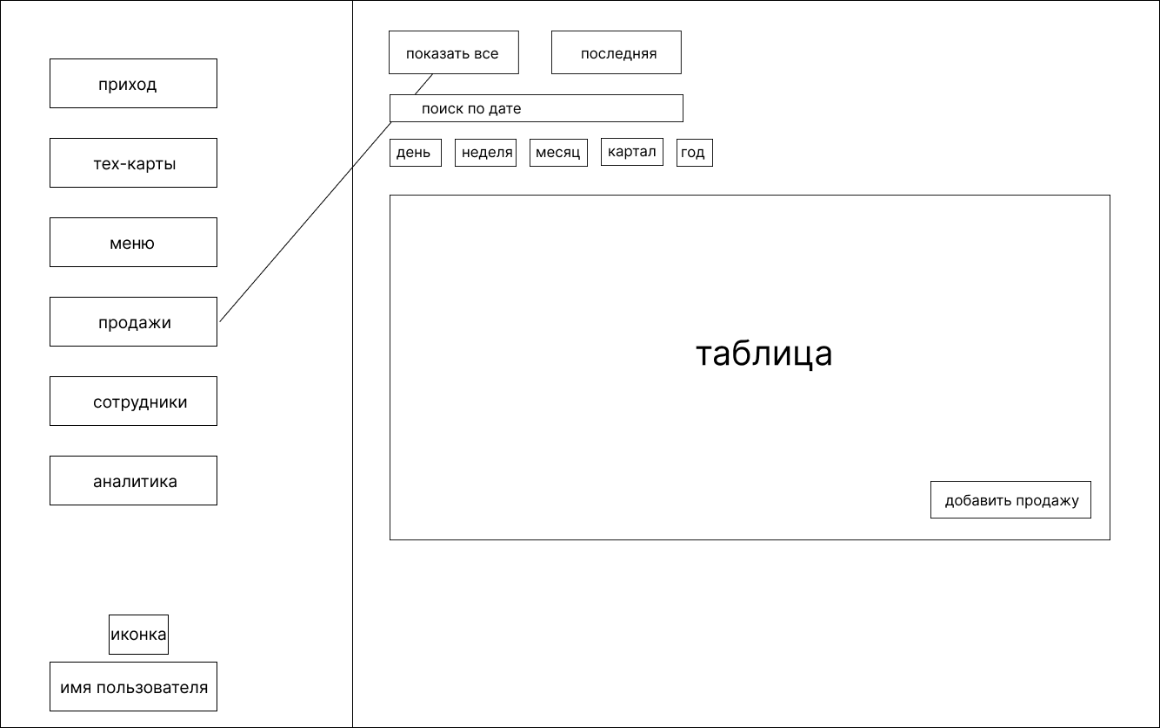 приход
тех-карты
меню
продажи
сотрудники
аналитика
иконка
имя пользователя
показать все
последняя
поиск по дате
день
неделя
месяц
картал
год
таблица
добавить продажу